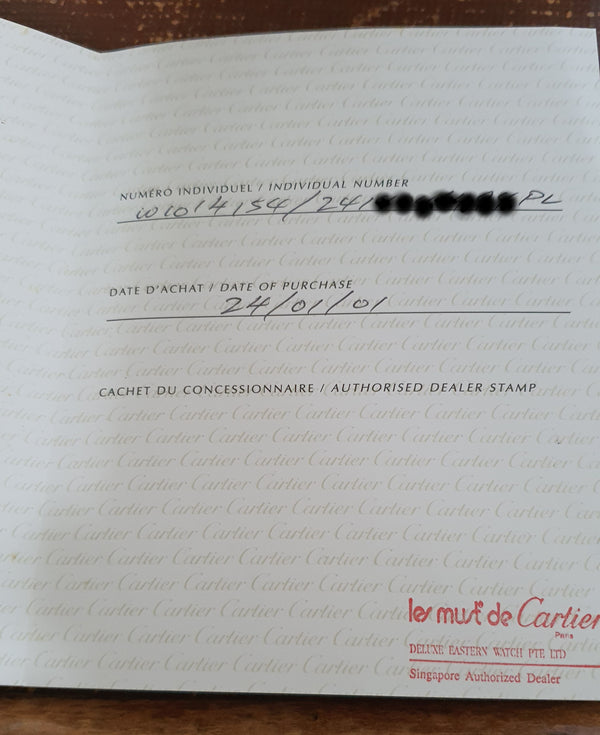 NUMÉRO INDIVIDUEL / INDIVIDUAL NUMBER
W1014154/241 PL
DATE D'ACHAT / DATE OF PURCHASE
24/01/01
CACHET DU CONCESSIONNAIRE / AUTHORISED DEALER STAMP
les must de Cartier
Paris
DELUXE EASTERN WATCH PTE LTD
Singapore Authorized Dealer